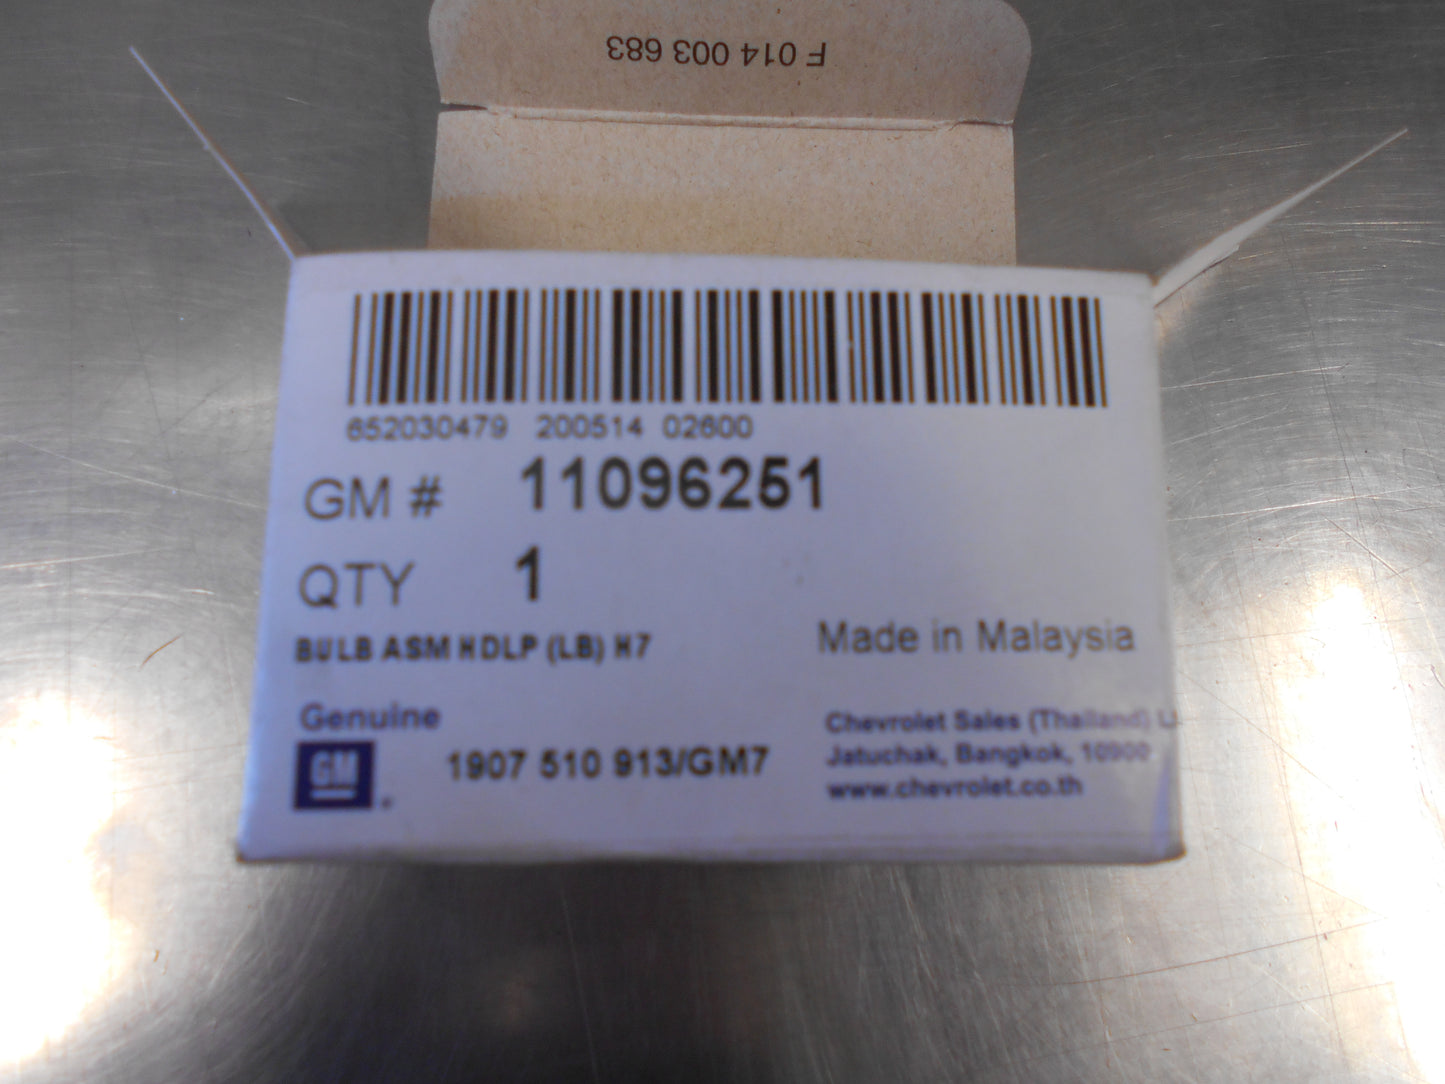 F 014 003 683
652030479 200514 02600
GM # 11096251
QTY 1
BULB ASM HDLP (LB) H7
Made in Malaysia
Genuine
GM
1907 510 913/GM7
Chevrolet Sales (Thailand)
Jatuchak, Bangkok, 10900
www.chevrolet.co.th